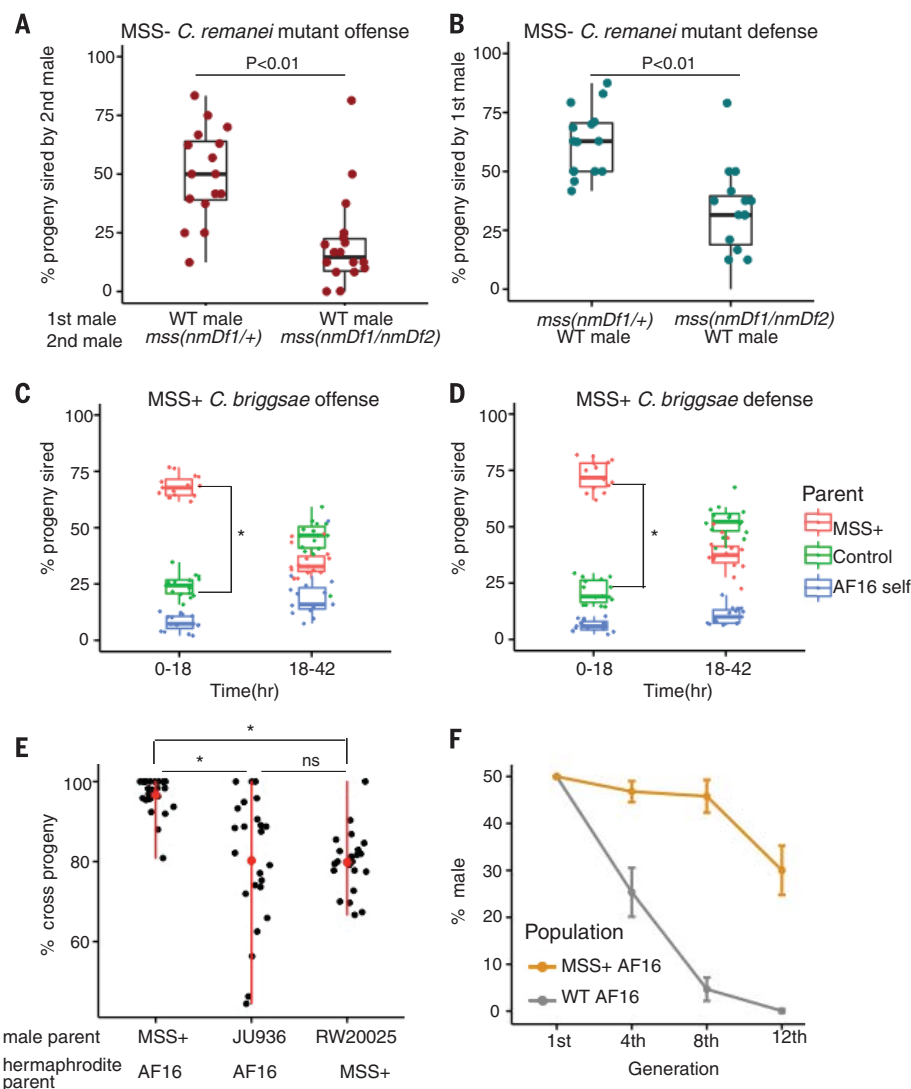 A
MSS- C. remanei mutant offense
P<0.01
% progeny sired by 2nd male
100
75
50
25
0
1st male
2nd male
WT male
mss(nmDf1/+)
WT male
mss(nmDf1/nmDf2)
B
MSS- C. remanei mutant defense
P<0.01
% progeny sired by 1st male
100
75
50
25
0
mss(nmDf1/+)
WT male
mss(nmDf1/nmDf2)
WT male
C
MSS+ C. briggsae offense
% progeny sired
100
75
50
25
0
*
0-18
18-42
Time(hr)
D
MSS+ C. briggsae defense
% progeny sired
100
75
50
25
0
*
0-18
18-42
Time(hr)
Parent
MSS+
Control
AF16 self
E
*
*
ns
% cross progeny
100
80
60
male parent
MSS+
JU936
RW20025
hermaphrodite
parent
AF16
AF16
MSS+
F
% male
50
40
30
20
10
0
Population
MSS+ AF16
WT AF16
1st
4th
8th
12th
Generation